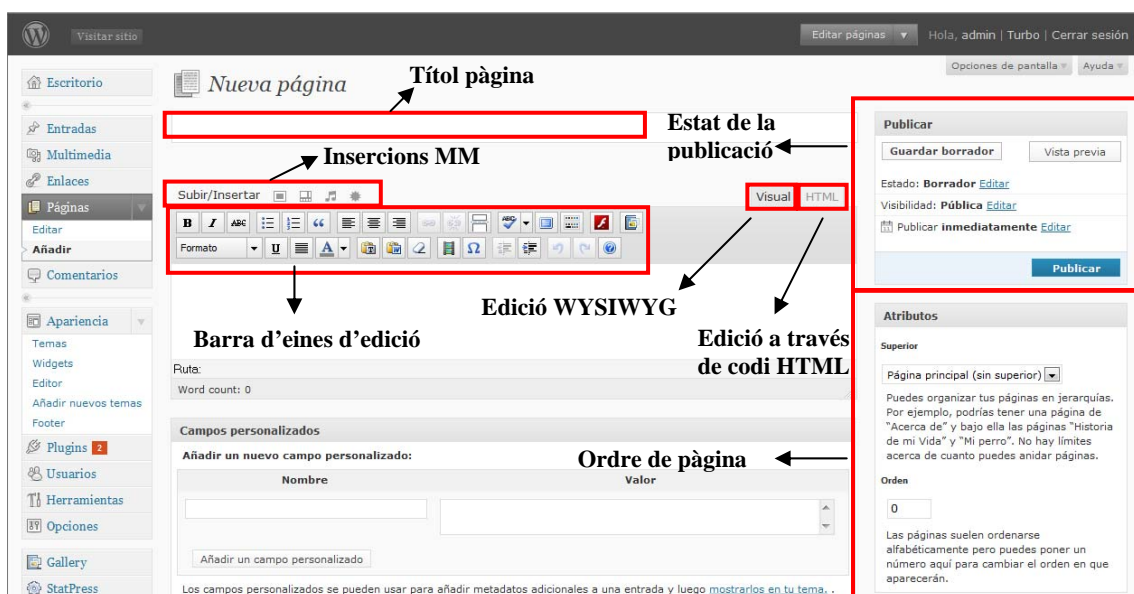 Visitar sitio
Editar páginas
Hola, admin | Turbo | Cerrar sesión
Opciones de pantalla
Ayuda
Escritorio
Entradas
Multimedia
Enlaces
Páginas
Editar
Añadir
Comentarios
Apariencia
Temas
Widgets
Editor
Añadir nuevos temas
Footer
Plugins 2
Usuarios
Herramientas
Opciones
Gallery
StatPress
Nueva página
Títol pàgina
Insercions MM
Estat de la
publicació
Subir/Insertar
Visual
HTML
B I ABC
ABC
Formato
U
A
Ω
Edició WYSIWYG
Barra d'eines d'edició
Edició a través
de codi HTML
Ruta:
Word count: 0
Campos personalizados
Añadir un nuevo campo personalizado:
Ordre de pàgina
Nombre
Valor
Añadir un campo personalizado
Los campos personalizados se pueden usar para añadir metadatos adicionales a una entrada y luego mostrarlos en tu tema. .
Publicar
Guardar borrador
Vista previa
Estado: Borrador Editar
Visibilidad: Pública Editar
Publicar inmediatamente Editar
Publicar
Atributos
Superior
Página principal (sin superior)
Puedes organizar tus páginas en jerarquías.
Por ejemplo, podrías tener una página de
"Acerca de" y bajo ella las páginas "Historia
de mi Vida" y "Mi perro". No hay límites
acerca de cuanto puedes anidar páginas.
Orden
0
Las páginas suelen ordenarse
alfabéticamente pero puedes poner un
número aquí para cambiar el orden en que
aparecerán.